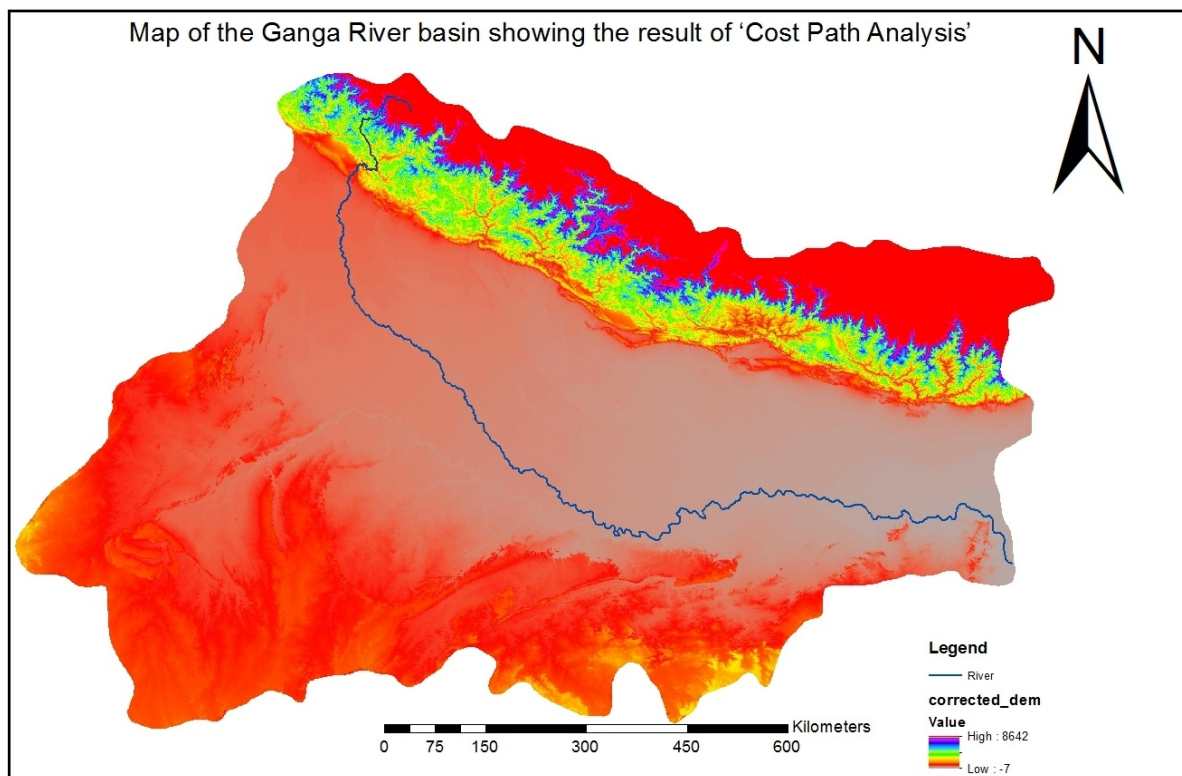 Map of the Ganga River basin showing the result of ‘Cost Path Analysis’
N
Legend
River
corrected_dem
Value
High : 8642
Low : -7
Kilometers
0 75 150 300 450 600